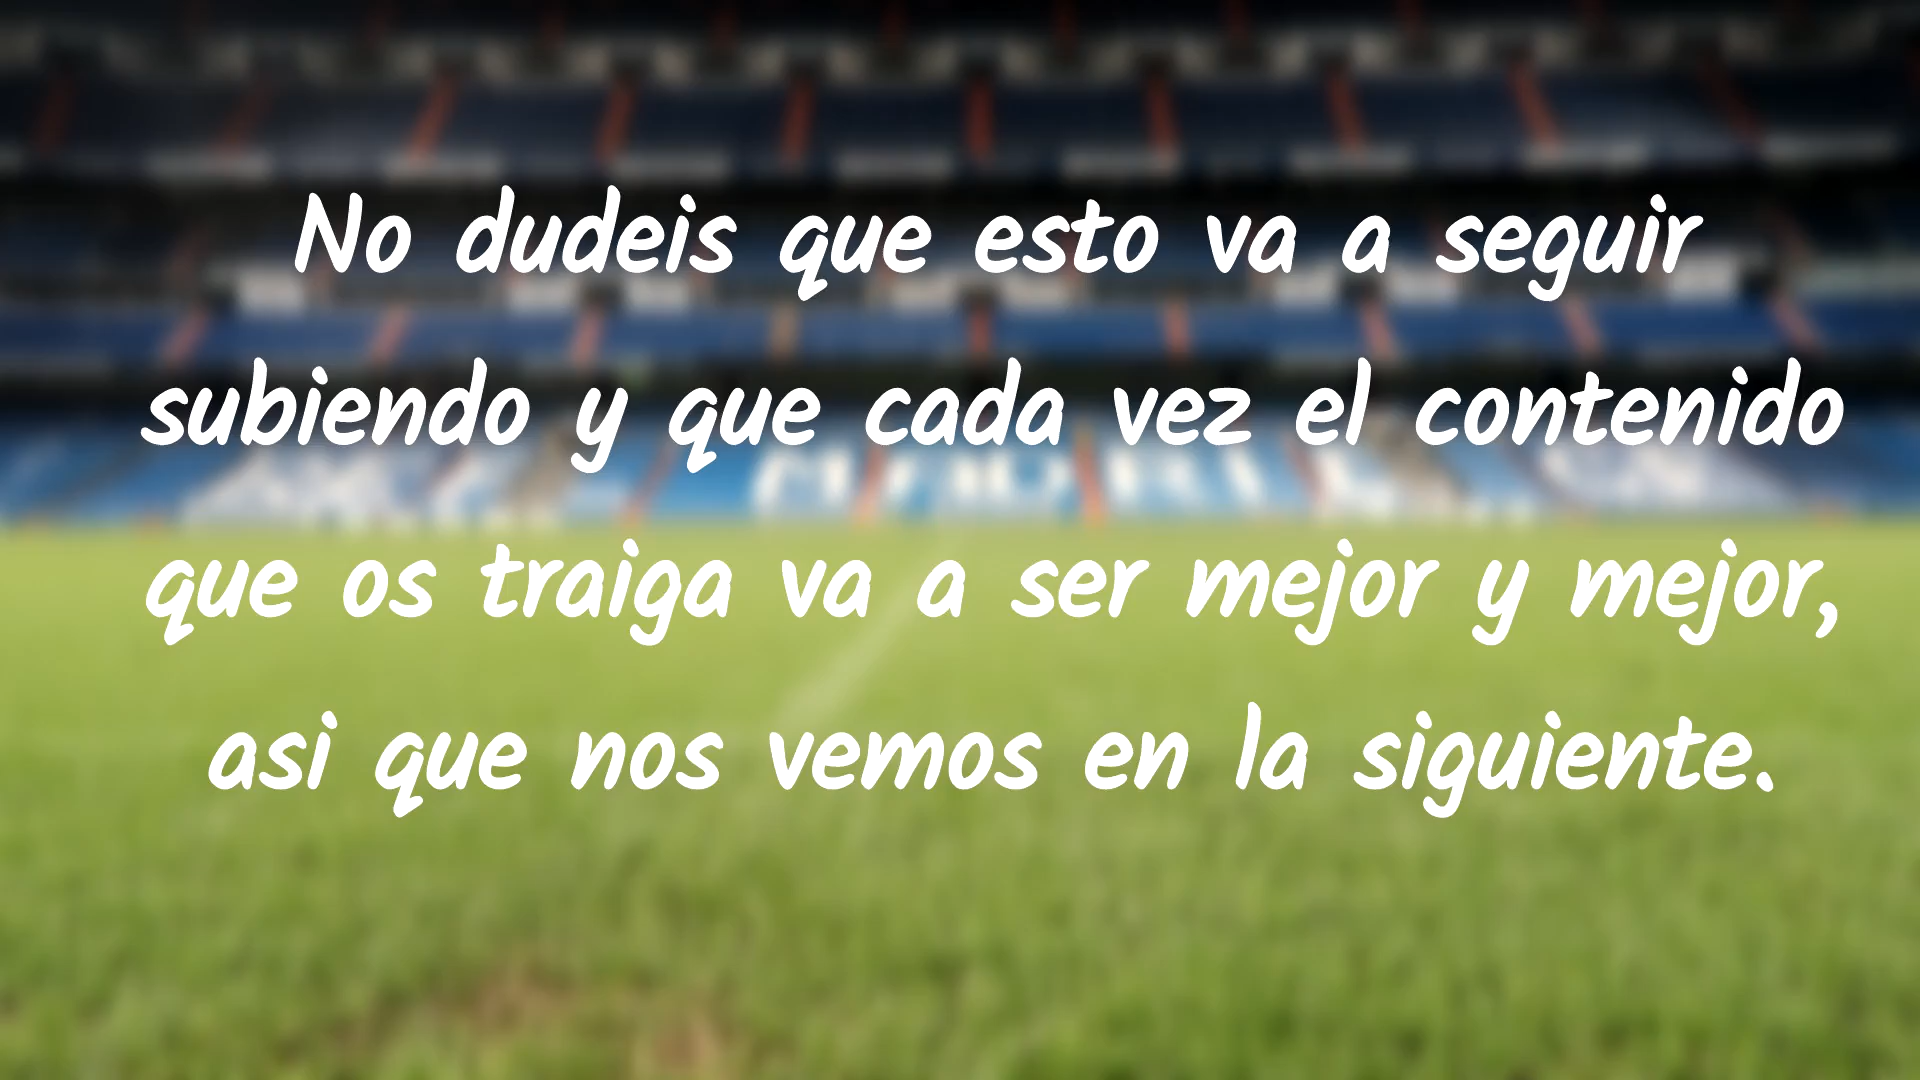 No dudeis que esto va a seguir
subiendo y que cada vez el contenido
que os traiga va a ser mejor y mejor,
asi que nos vemos en la siguiente.